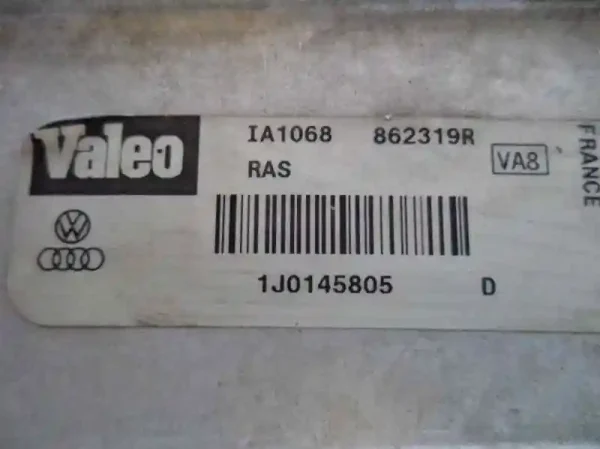 Valeo
IA1068 862319R
RAS
VA8
FRANCE
1J0145805 D